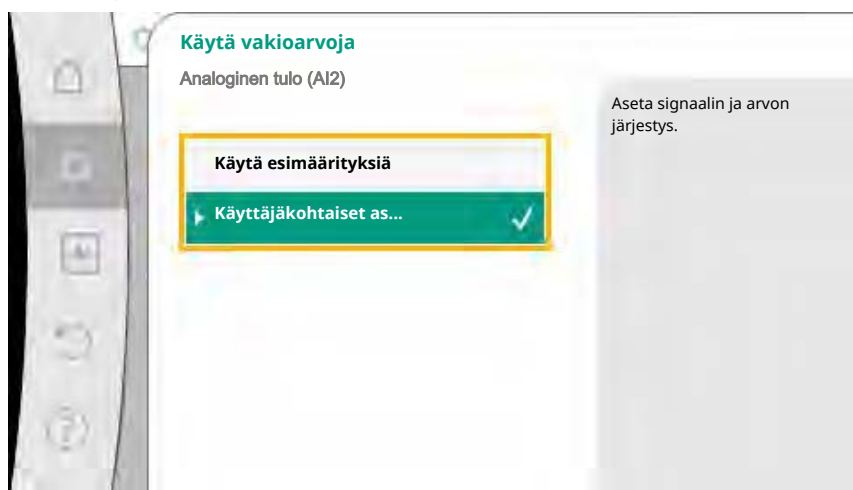 Käytä vakioarvoja
Analoginen tulo (AI2)
Aseta signaalin ja arvon
järjestys.
Käytä esimäärityksiä
Käyttäjäkohtaiset as...